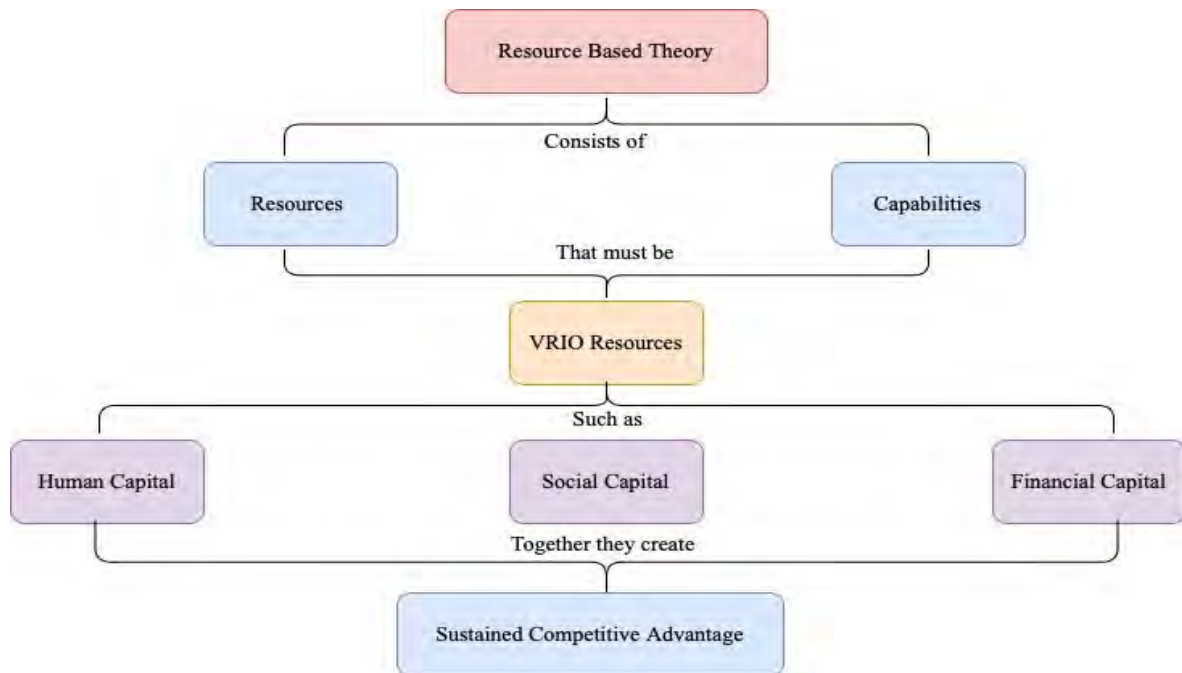 Resource Based Theory
Consists of
Resources
Capabilities
That must be
VRIO Resources
Such as
Human Capital
Social Capital
Financial Capital
Together they create
Sustained Competitive Advantage